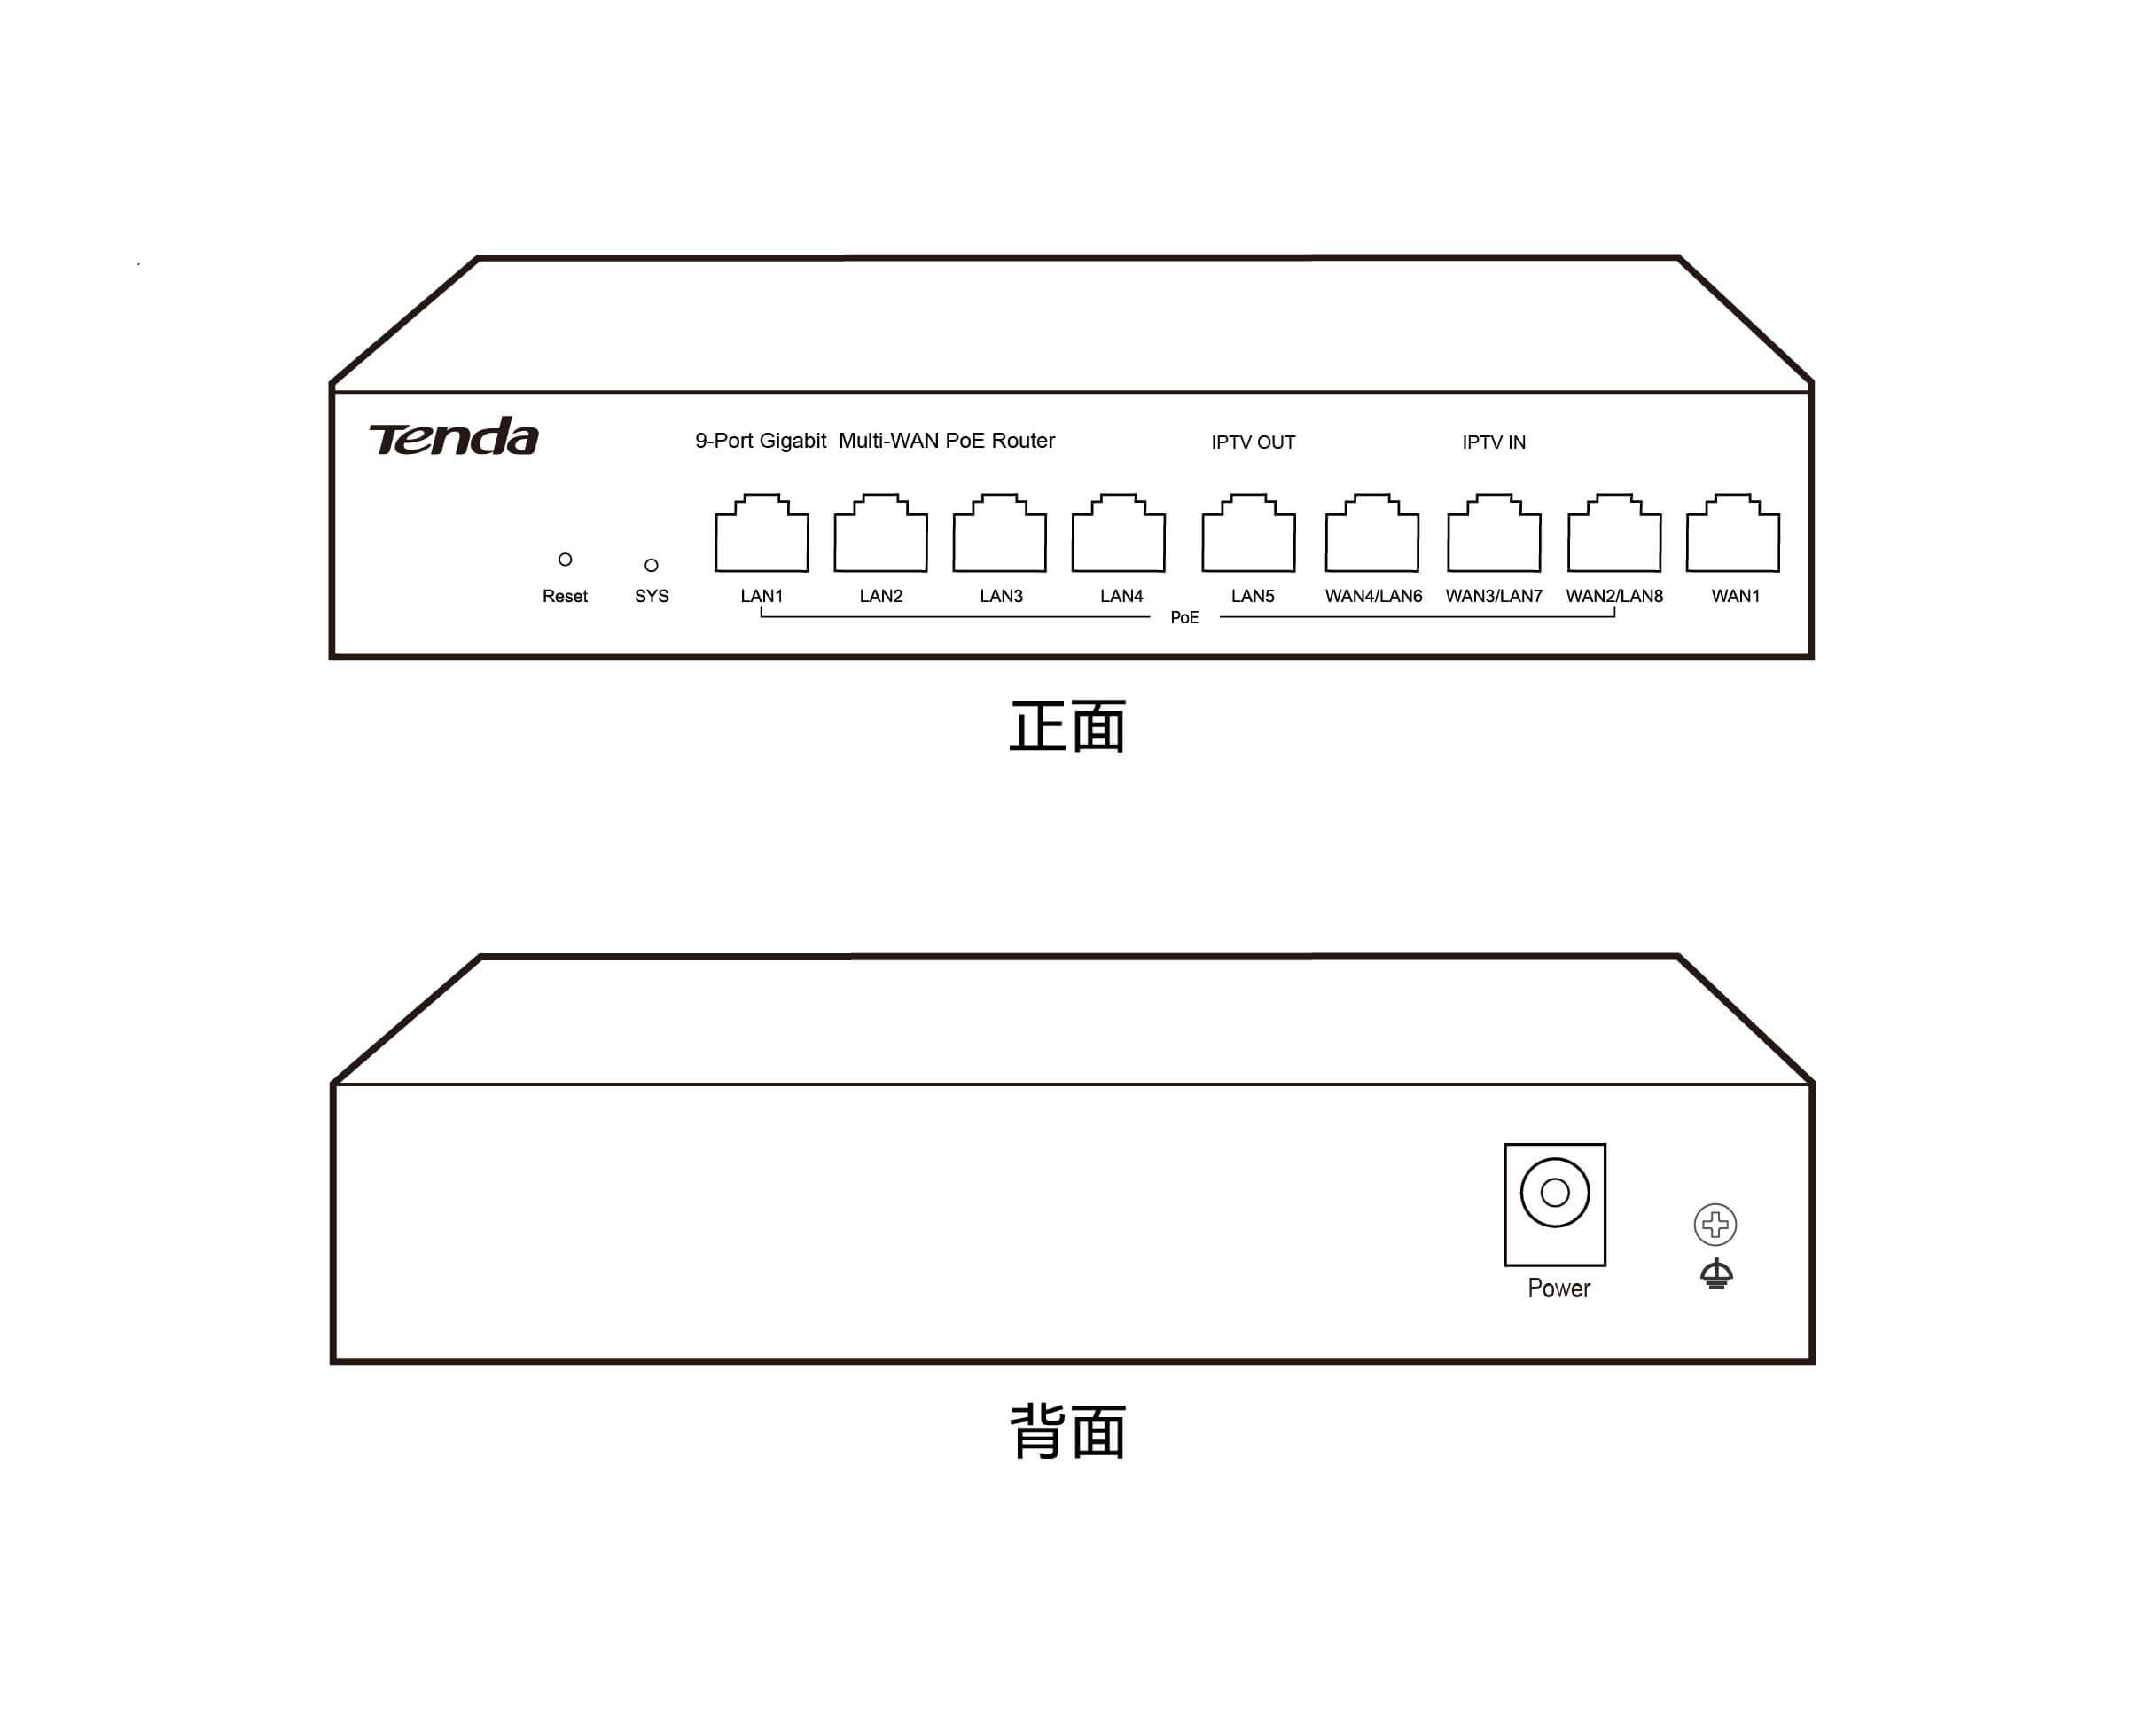 Tenda
9-Port Gigabit Multi-WAN PoE Router
IPTV OUT
IPTV IN
Reset
SYS
LAN1
LAN2
LAN3
LAN4
LAN5
WAN4/LAN6
WAN3/LAN7
WAN2/LAN8
WAN1
PoE
正面
Power
背面